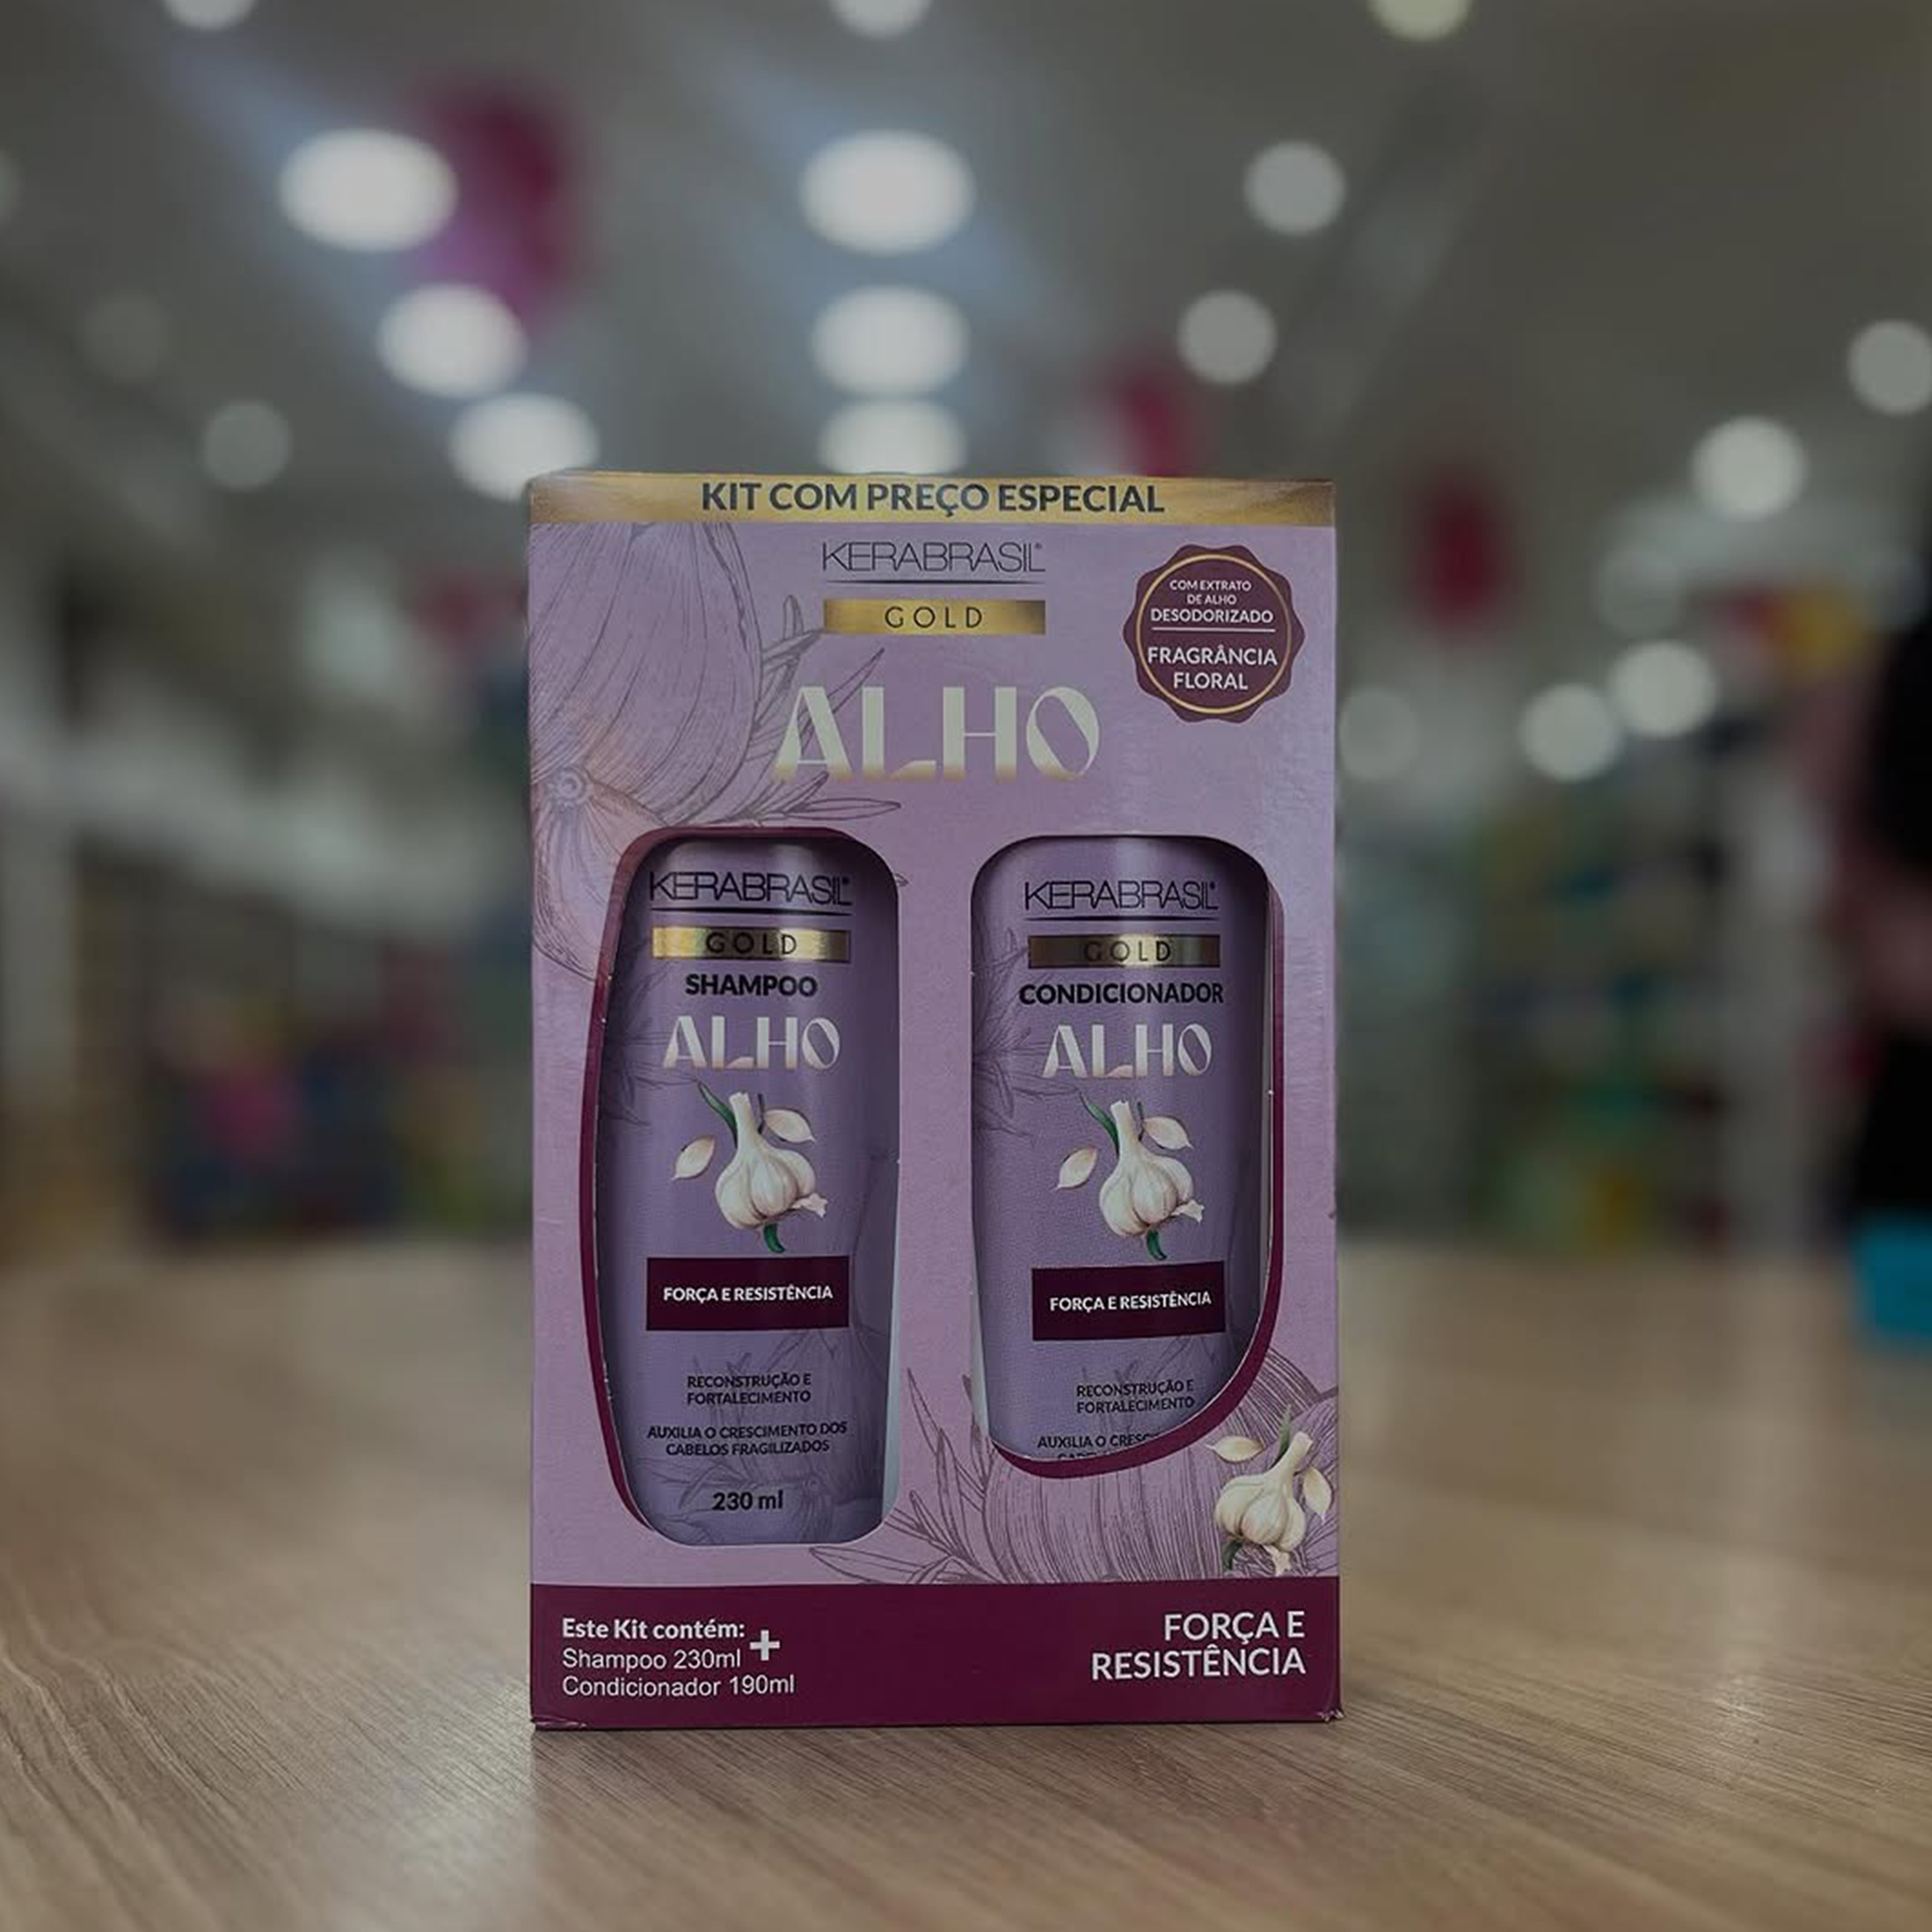 KIT COM PREÇO ESPECIAL
KERABRASIL®
GOLD
COM EXTRATO
DE ALHO
DESODORIZADO
FRAGRÂNCIA
FLORAL
ALHO
KERABRASIL®
GOLD
SHAMPOO
ALHO
FORÇA E RESISTÊNCIA
RECONSTRUÇÃO E
FORTALECIMENTO
AUXILIA O CRESCIMENTO DOS
CABELOS FRAGILIZADOS
230 ml
KERABRASIL®
GOLD
CONDICIONADOR
ALHO
FORÇA E RESISTÊNCIA
RECONSTRUÇÃO E
FORTALECIMENTO
AUXILIA O
Este Kit contém:
Shampoo 230ml +
Condicionador 190ml
FORÇA E
RESISTÊNCIA